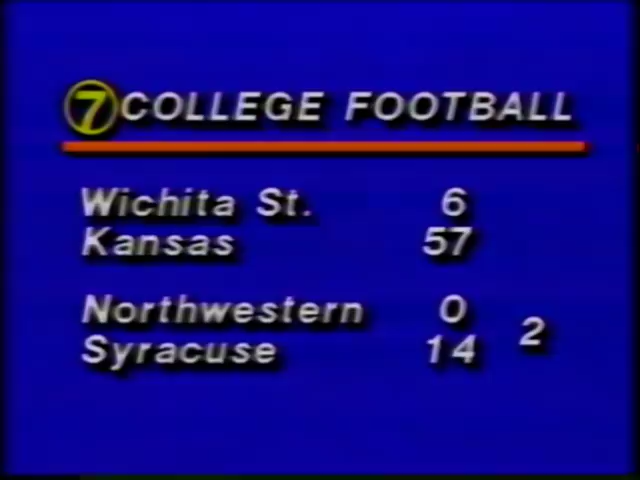 7 COLLEGE FOOTBALL
Wichita St. 6
Kansas 57
Northwestern 0
Syracuse 14 2